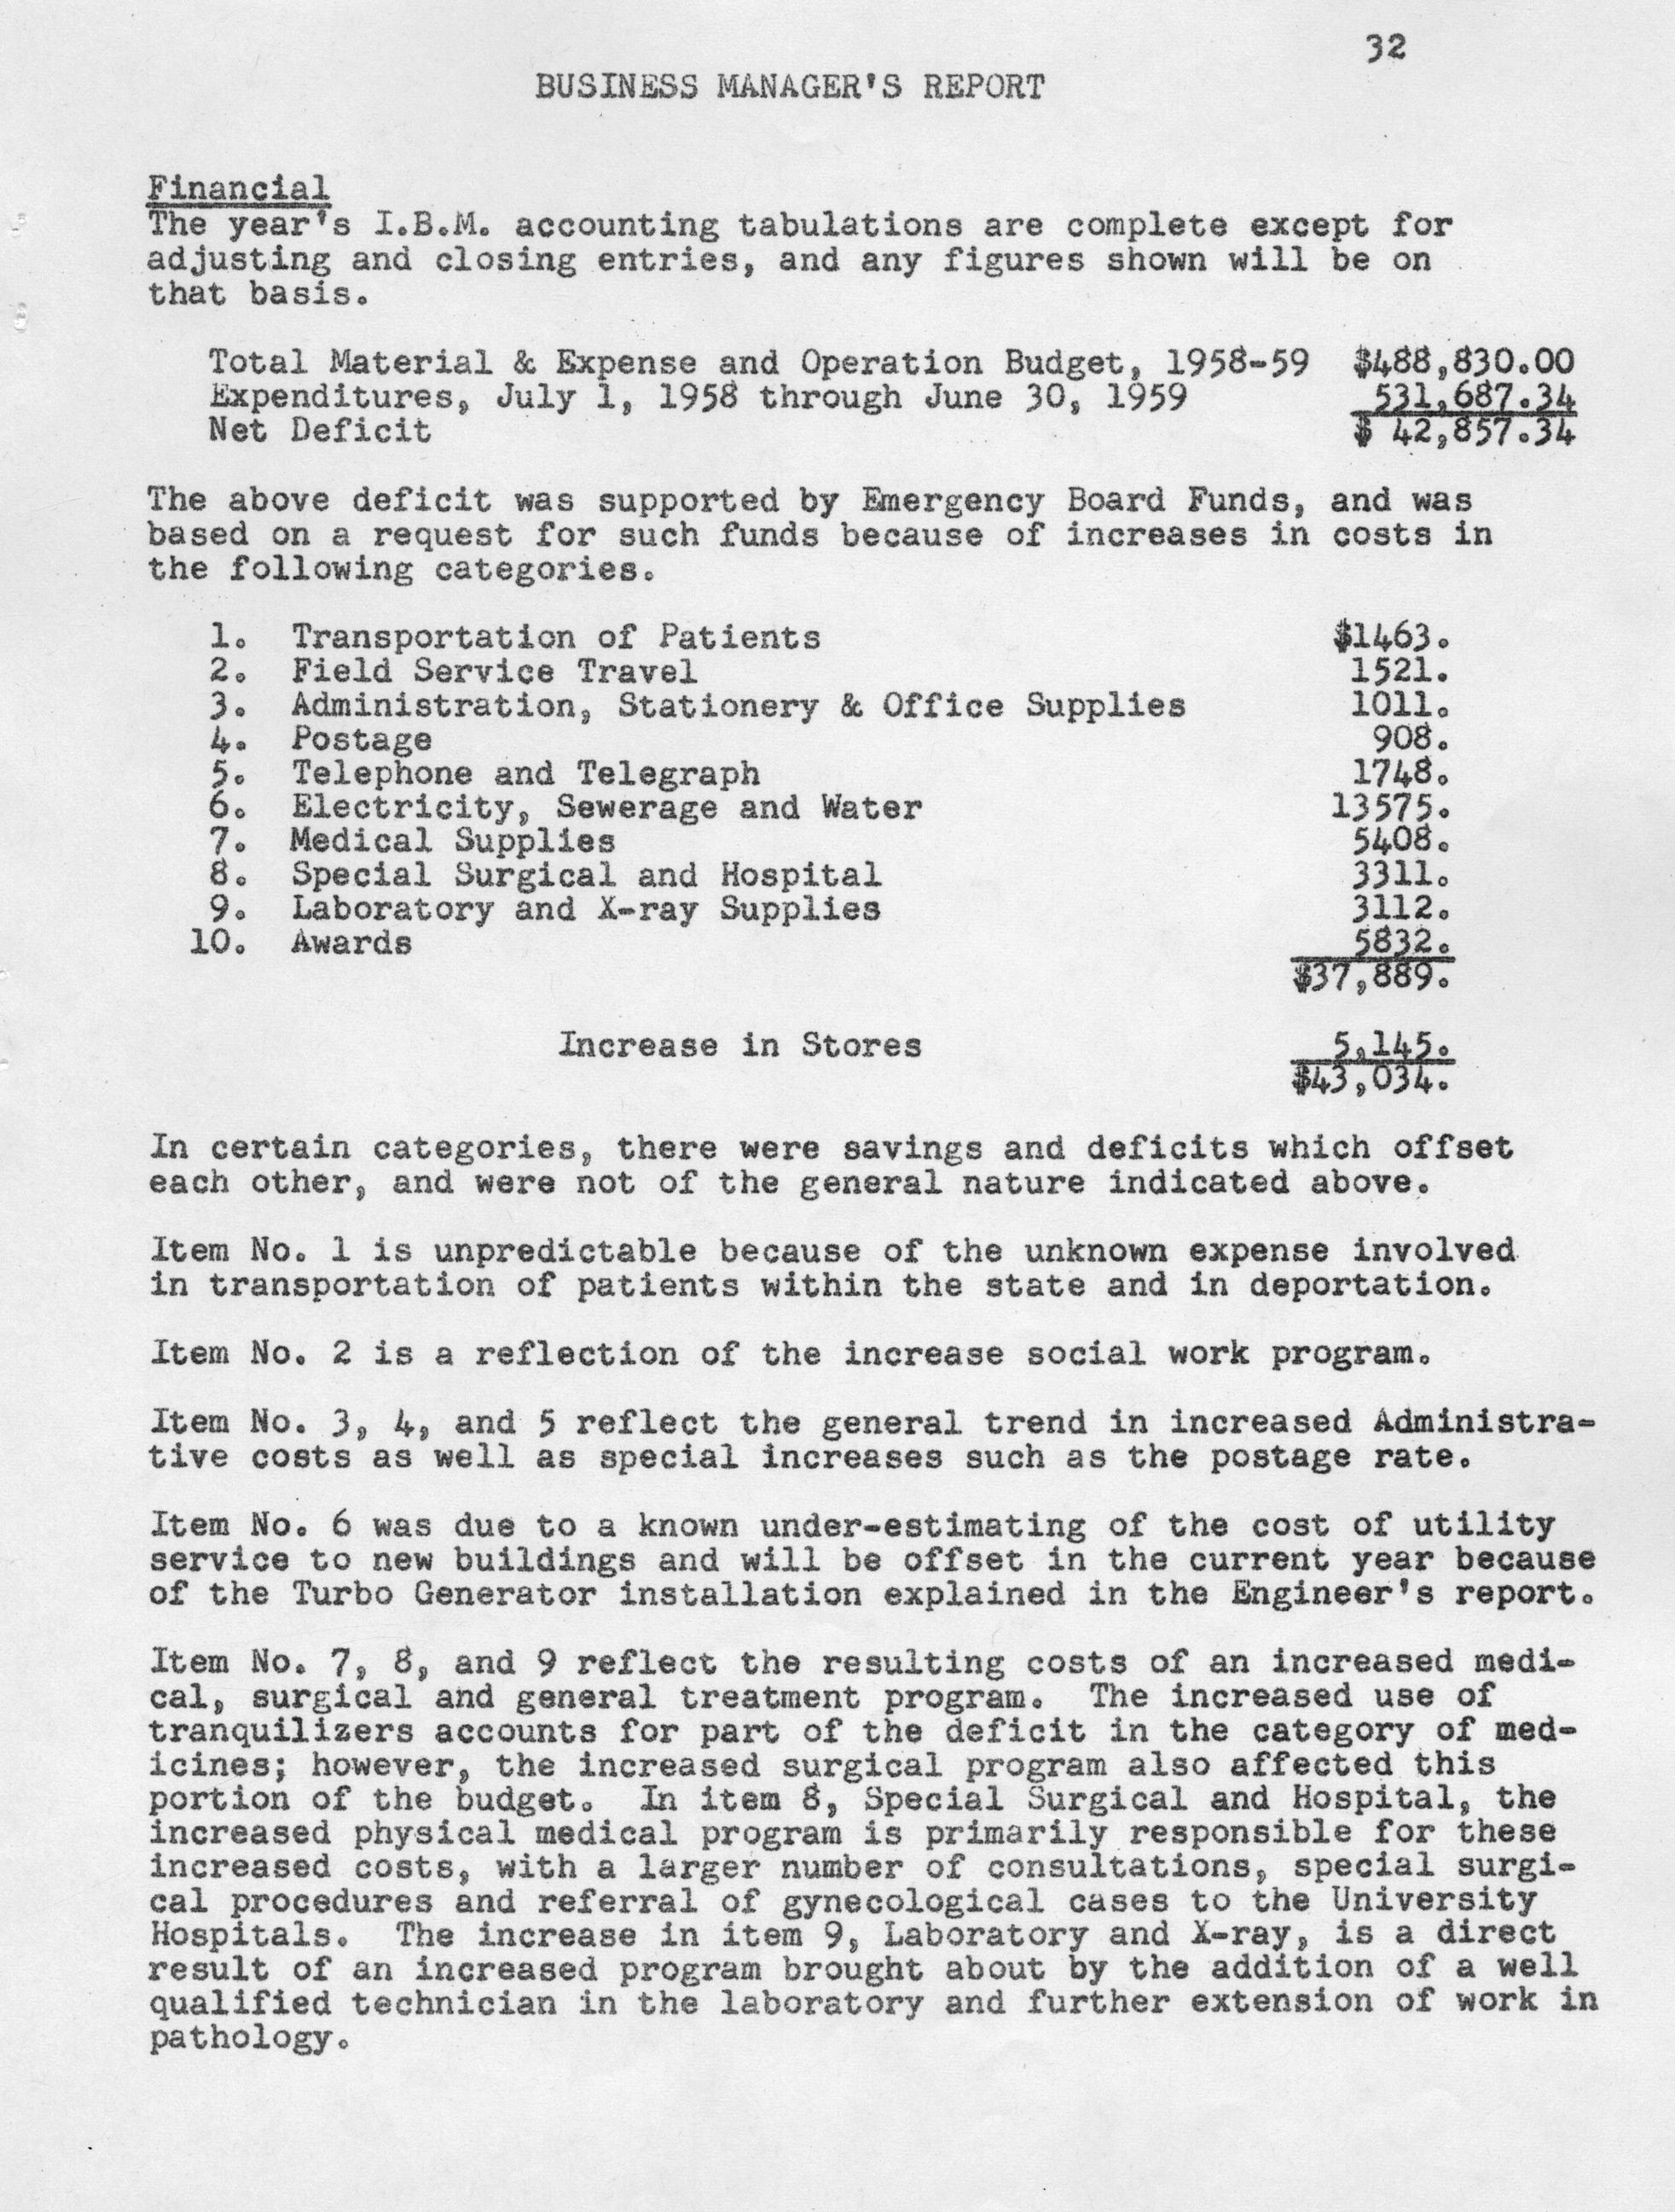 32
BUSINESS MANAGER'S REPORT
Financial
The year's I.B.M. accounting tabulations are complete except for
adjusting and closing entries, and any figures shown will be on
that basis.
Total Material & Expense and Operation Budget, 1958-59 $488,830.00
Expenditures, July 1, 1958 through June 30, 1959 531,687.34
Net Deficit $ 42,857.34
The above deficit was supported by Emergency Board Funds, and was
based on a request for such funds because of increases in costs in
the following categories.
1. Transportation of Patients $1463.
2. Field Service Travel 1521.
3. Administration, Stationery & Office Supplies 1011.
4. Postage 908.
5. Telephone and Telegraph 1748.
6. Electricity, Sewerage and Water 13575.
7. Medical Supplies 5408.
8. Special Surgical and Hospital 3311.
9. Laboratory and X-ray Supplies 3112.
10. Awards 5832.
$37,889.
Increase in Stores 5,145.
$43,034.
In certain categories, there were savings and deficits which offset
each other, and were not of the general nature indicated above.
Item No. 1 is unpredictable because of the unknown expense involved
in transportation of patients within the state and in deportation.
Item No. 2 is a reflection of the increase social work program.
Item No. 3, 4, and 5 reflect the general trend in increased Administra-
tive costs as well as special increases such as the postage rate.
Item No. 6 was due to a known under-estimating of the cost of utility
service to new buildings and will be offset in the current year because
of the Turbo Generator installation explained in the Engineer's report.
Item No. 7, 8, and 9 reflect the resulting costs of an increased medi-
cal, surgical and general treatment program. The increased use of
tranquilizers accounts for part of the deficit in the category of med-
icines; however, the increased surgical program also affected this
portion of the budget. In item 8, Special Surgical and Hospital, the
increased physical medical program is primarily responsible for these
increased costs, with a larger number of consultations, special surgi-
cal procedures and referral of gynecological cases to the University
Hospitals. The increase in item 9, Laboratory and X-ray, is a direct
result of an increased program brought about by the addition of a well
qualified technician in the laboratory and further extension of work in
pathology.